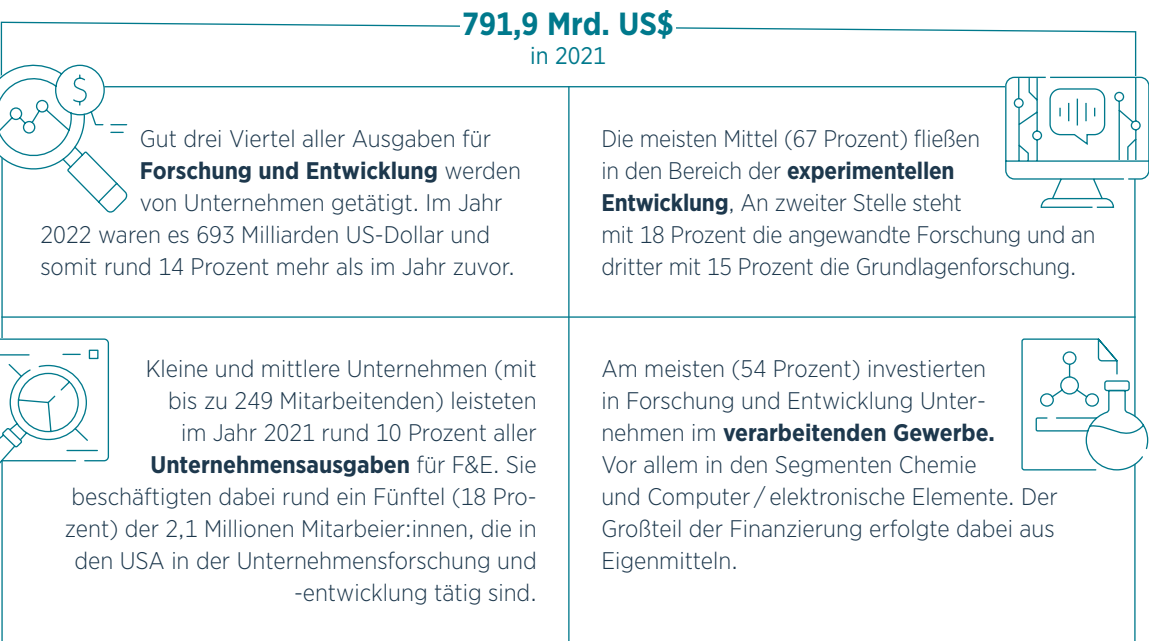 791,9 Mrd. US$
in 2021
$
Gut drei Viertel aller Ausgaben für
Forschung und Entwicklung werden
von Unternehmen getätigt. Im Jahr
2022 waren es 693 Milliarden US-Dollar und
somit rund 14 Prozent mehr als im Jahr zuvor.
Die meisten Mittel (67 Prozent) fließen
in den Bereich der experimentellen
Entwicklung, An zweiter Stelle steht
mit 18 Prozent die angewandte Forschung und an
dritter mit 15 Prozent die Grundlagenforschung.
Kleine und mittlere Unternehmen (mit
bis zu 249 Mitarbeitenden) leisteten
im Jahr 2021 rund 10 Prozent aller
Unternehmensausgaben für F&E. Sie
beschäftigten dabei rund ein Fünftel (18 Pro-
zent) der 2,1 Millionen Mitarbeier:innen, die in
den USA in der Unternehmensforschung und
-entwicklung tätig sind.
Am meisten (54 Prozent) investierten
in Forschung und Entwicklung Unter-
nehmen im verarbeitenden Gewerbe.
Vor allem in den Segmenten Chemie
und Computer / elektronische Elemente. Der
Großteil der Finanzierung erfolgte dabei aus
Eigenmitteln.